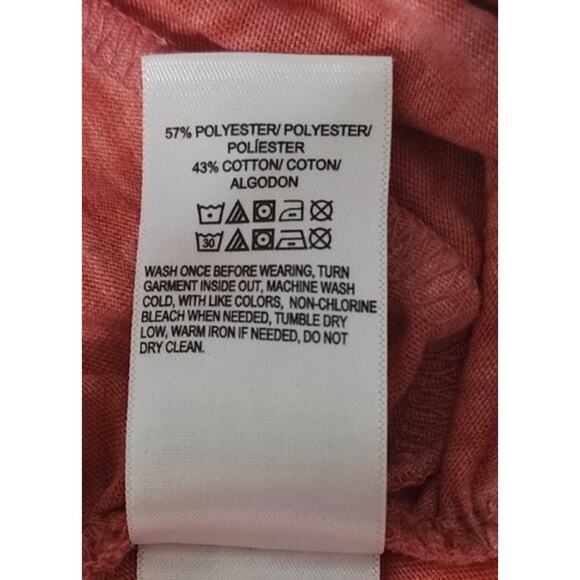 57% POLYESTER/ POLYESTER/
POLÍESTER
43% COTTON/ COTON/
ALGODON
30
WASH ONCE BEFORE WEARING, TURN
GARMENT INSIDE OUT, MACHINE WASH
COLD, WITH LIKE COLORS, NON-CHLORINE
BLEACH WHEN NEEDED, TUMBLE DRY
LOW, WARM IRON IF NEEDED, DO NOT
DRY CLEAN.